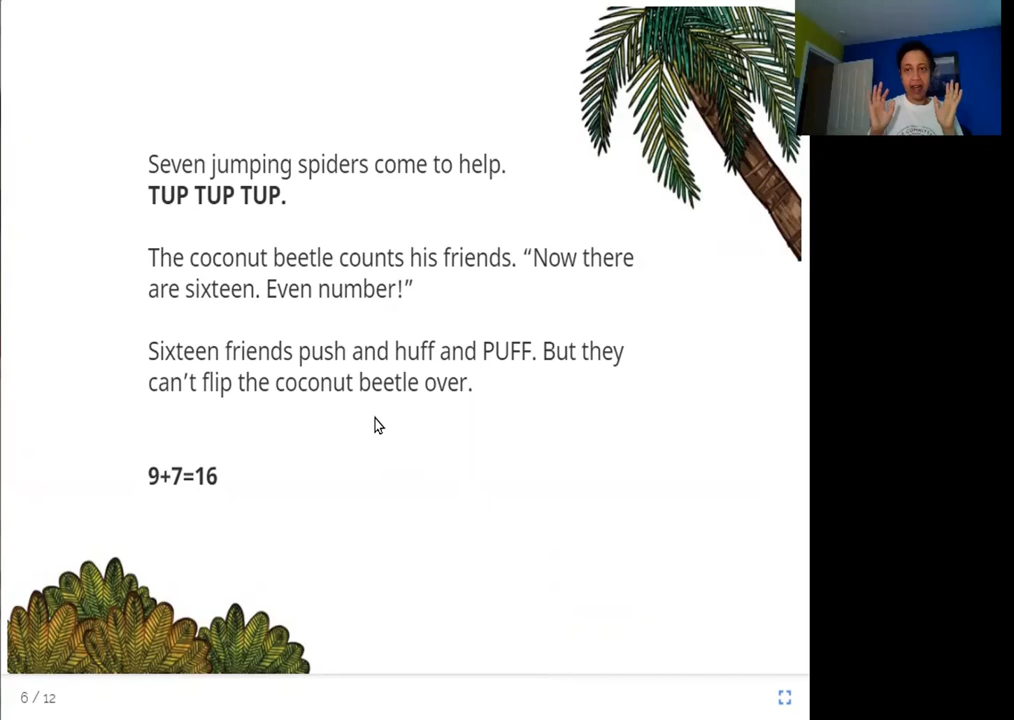 Seven jumping spiders come to help.
TUP TUP TUP.
The coconut beetle counts his friends. “Now there
are sixteen. Even number!”
Sixteen friends push and huff and PUFF. But they
can’t flip the coconut beetle over.
9+7=16
6 / 12